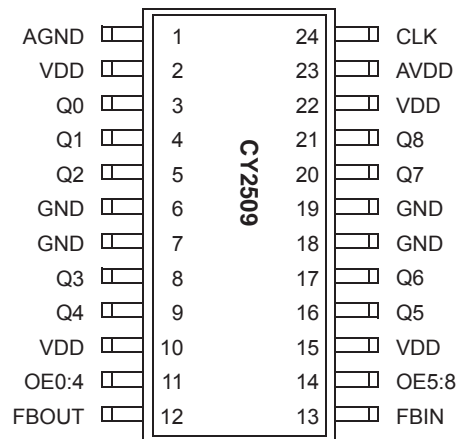 AGND 1 24 CLK
VDD 2 23 AVDD
Q0 3 22 VDD
Q1 4 21 Q8
Q2 5 20 Q7
GND 6 19 GND
GND 7 18 GND
Q3 8 17 Q6
Q4 9 16 Q5
VDD 10 15 VDD
OE0:4 11 14 OE5:8
FBOUT 12 13 FBIN
CY2509